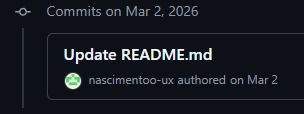 Commits on Mar 2, 2026
Update README.md
nascimentoo-ux authored on Mar 2